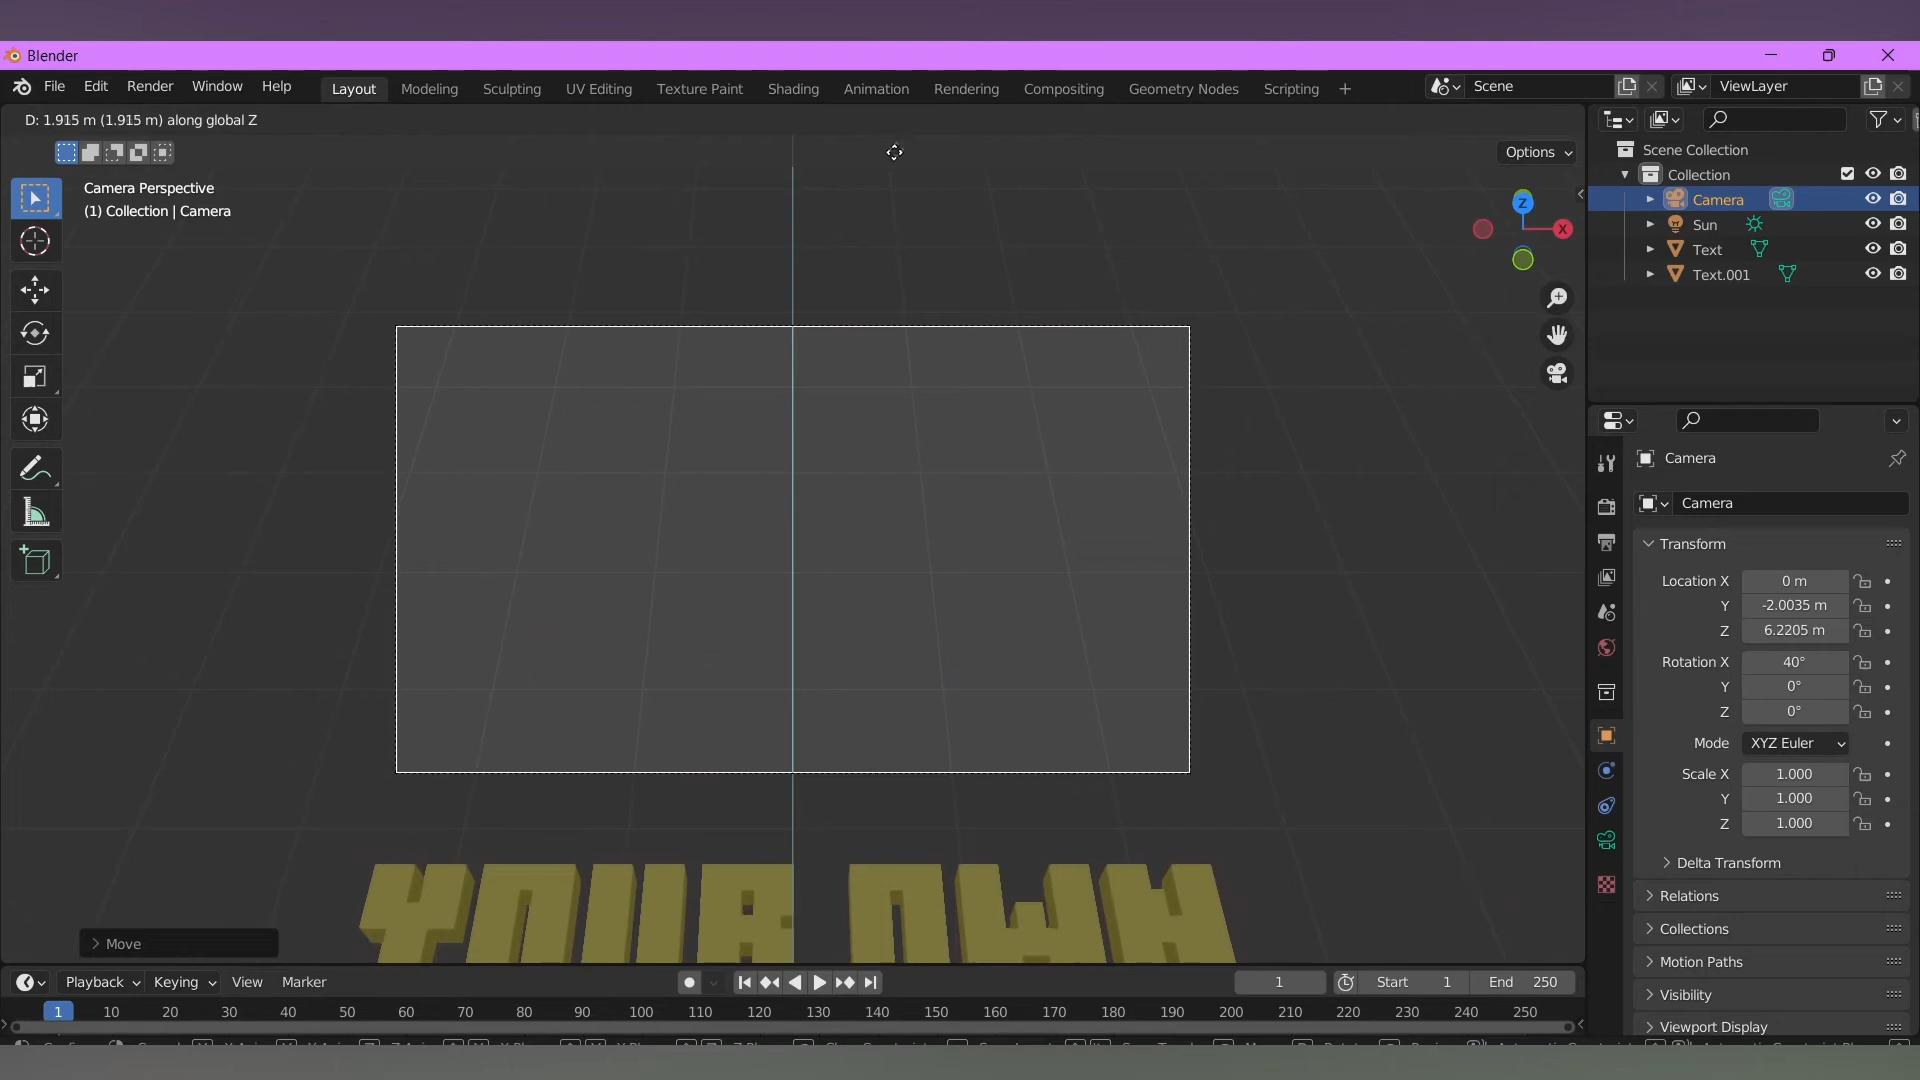 Blender
File Edit Render Window Help Layout Modeling Sculpting UV Editing Texture Paint Shading Animation Rendering Compositing Geometry Nodes Scripting + Scene ViewLayer
D: 1.915 m (1.915 m) along global Z
Options
Camera Perspective
(1) Collection | Camera
Z
X
Scene Collection
Collection
Camera
Sun
Text
Text.001
Camera
Camera
Transform
Location X 0 m
Y -2.0035 m
Z 6.2205 m
Rotation X 40°
Y 0°
Z 0°
Mode XYZ Euler
Scale X 1.000
Y 1.000
Z 1.000
Delta Transform
Relations
Collections
Motion Paths
Visibility
Viewport Display
YOUR OWN
Move
Playback Keying View Marker 1 Start 1 End 250
1 10 20 30 40 50 60 70 80 90 100 110 120 130 140 150 160 170 180 190 200 210 220 230 240 250